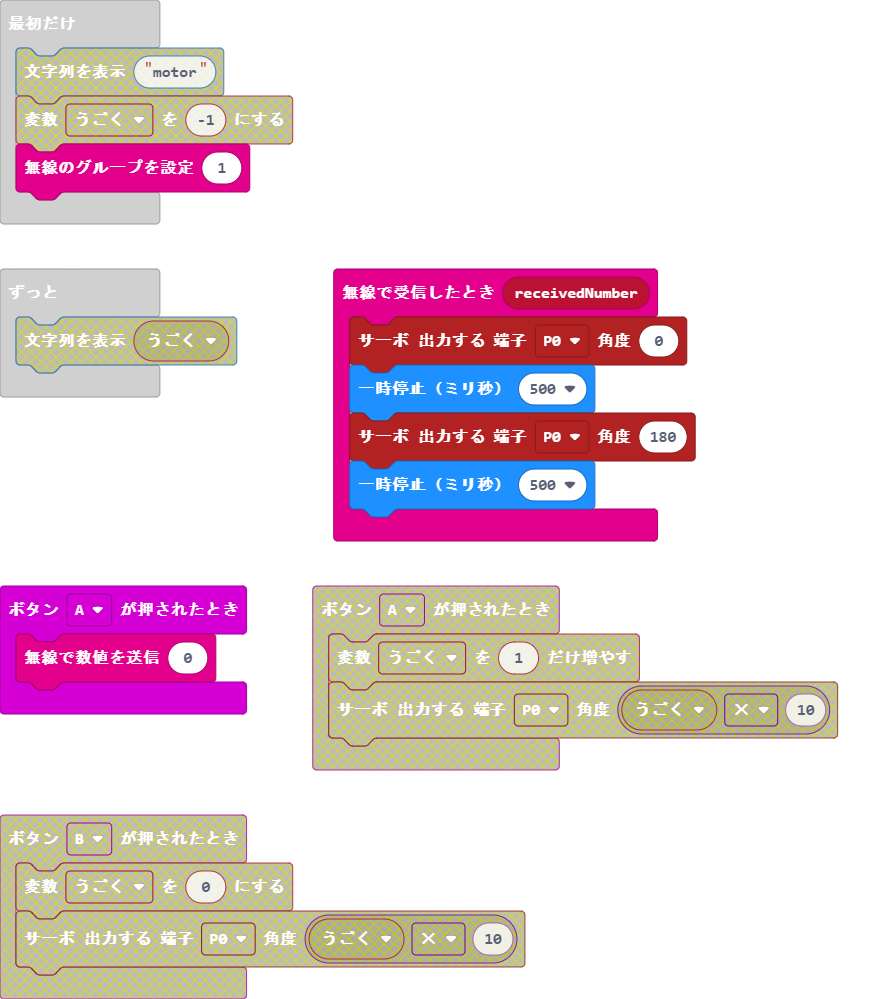 最初だけ
文字列を表示 "motor"
変数 うごく を -1 にする
無線のグループを設定 1
ずっと
文字列を表示 うごく
無線で受信したとき receivedNumber
サーボ 出力する 端子 P0 角度 0
一時停止（ミリ秒） 500
サーボ 出力する 端子 P0 角度 180
一時停止（ミリ秒） 500
ボタン A が押されたとき
無線で数値を送信 0
ボタン A が押されたとき
変数 うごく を 1 だけ増やす
サーボ 出力する 端子 P0 角度 うごく × 10
ボタン B が押されたとき
変数 うごく を 0 にする
サーボ 出力する 端子 P0 角度 うごく × 10